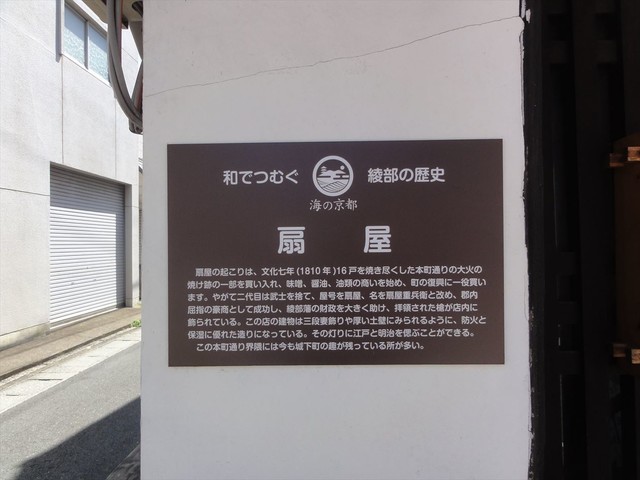 和でつむぐ 綾部の歴史
海の京都
扇屋
扇屋の起こりは、文化七年(1810年)16戸を焼き尽くした本町通りの大火の
焼け跡の一部を買い入れ、味噌、醤油、油類の商いを始め、町の復興に一役買い
ます。やがて二代目は武士を捨て、屋号を扇屋、名を扇屋重兵衛と改め、郡内
屈指の豪商として成功し、綾部藩の財政を大きく助け、拝領された槍が店内に
飾られている。この店の建物は三段妻飾りや厚い土壁にみられるように、防火と
保湿に優れた造りになっている。その灯りに江戸と明治を偲ぶことができる。
この本町通り界隈には今も城下町の趣が残っている所が多い。